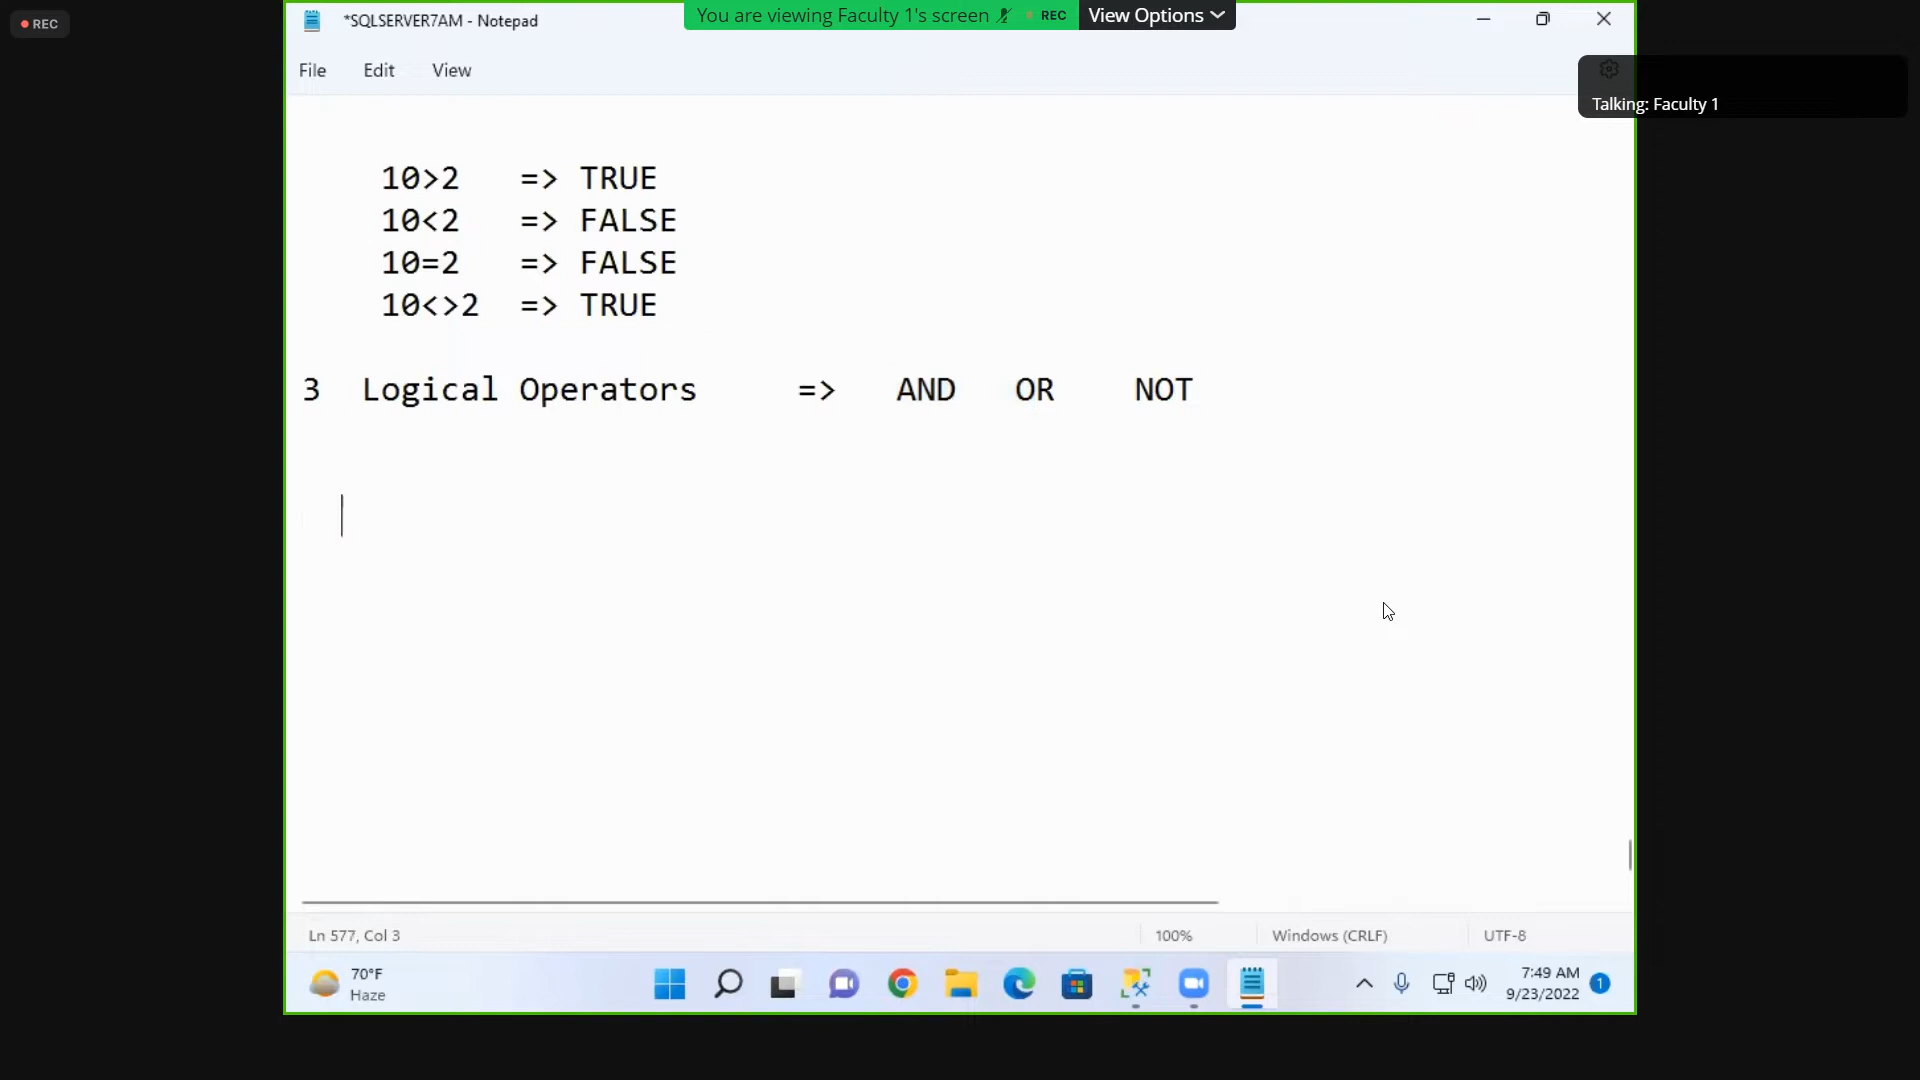 REC
*SQLSERVER7AM - Notepad
You are viewing Faculty 1's screen
REC
View Options
File Edit View
Talking: Faculty 1
10>2 => TRUE
10<2 => FALSE
10=2 => FALSE
10<>2 => TRUE
3 Logical Operators => AND OR NOT
Ln 577, Col 3
100%
Windows (CRLF)
UTF-8
70°F
Haze
7:49 AM
9/23/2022
1